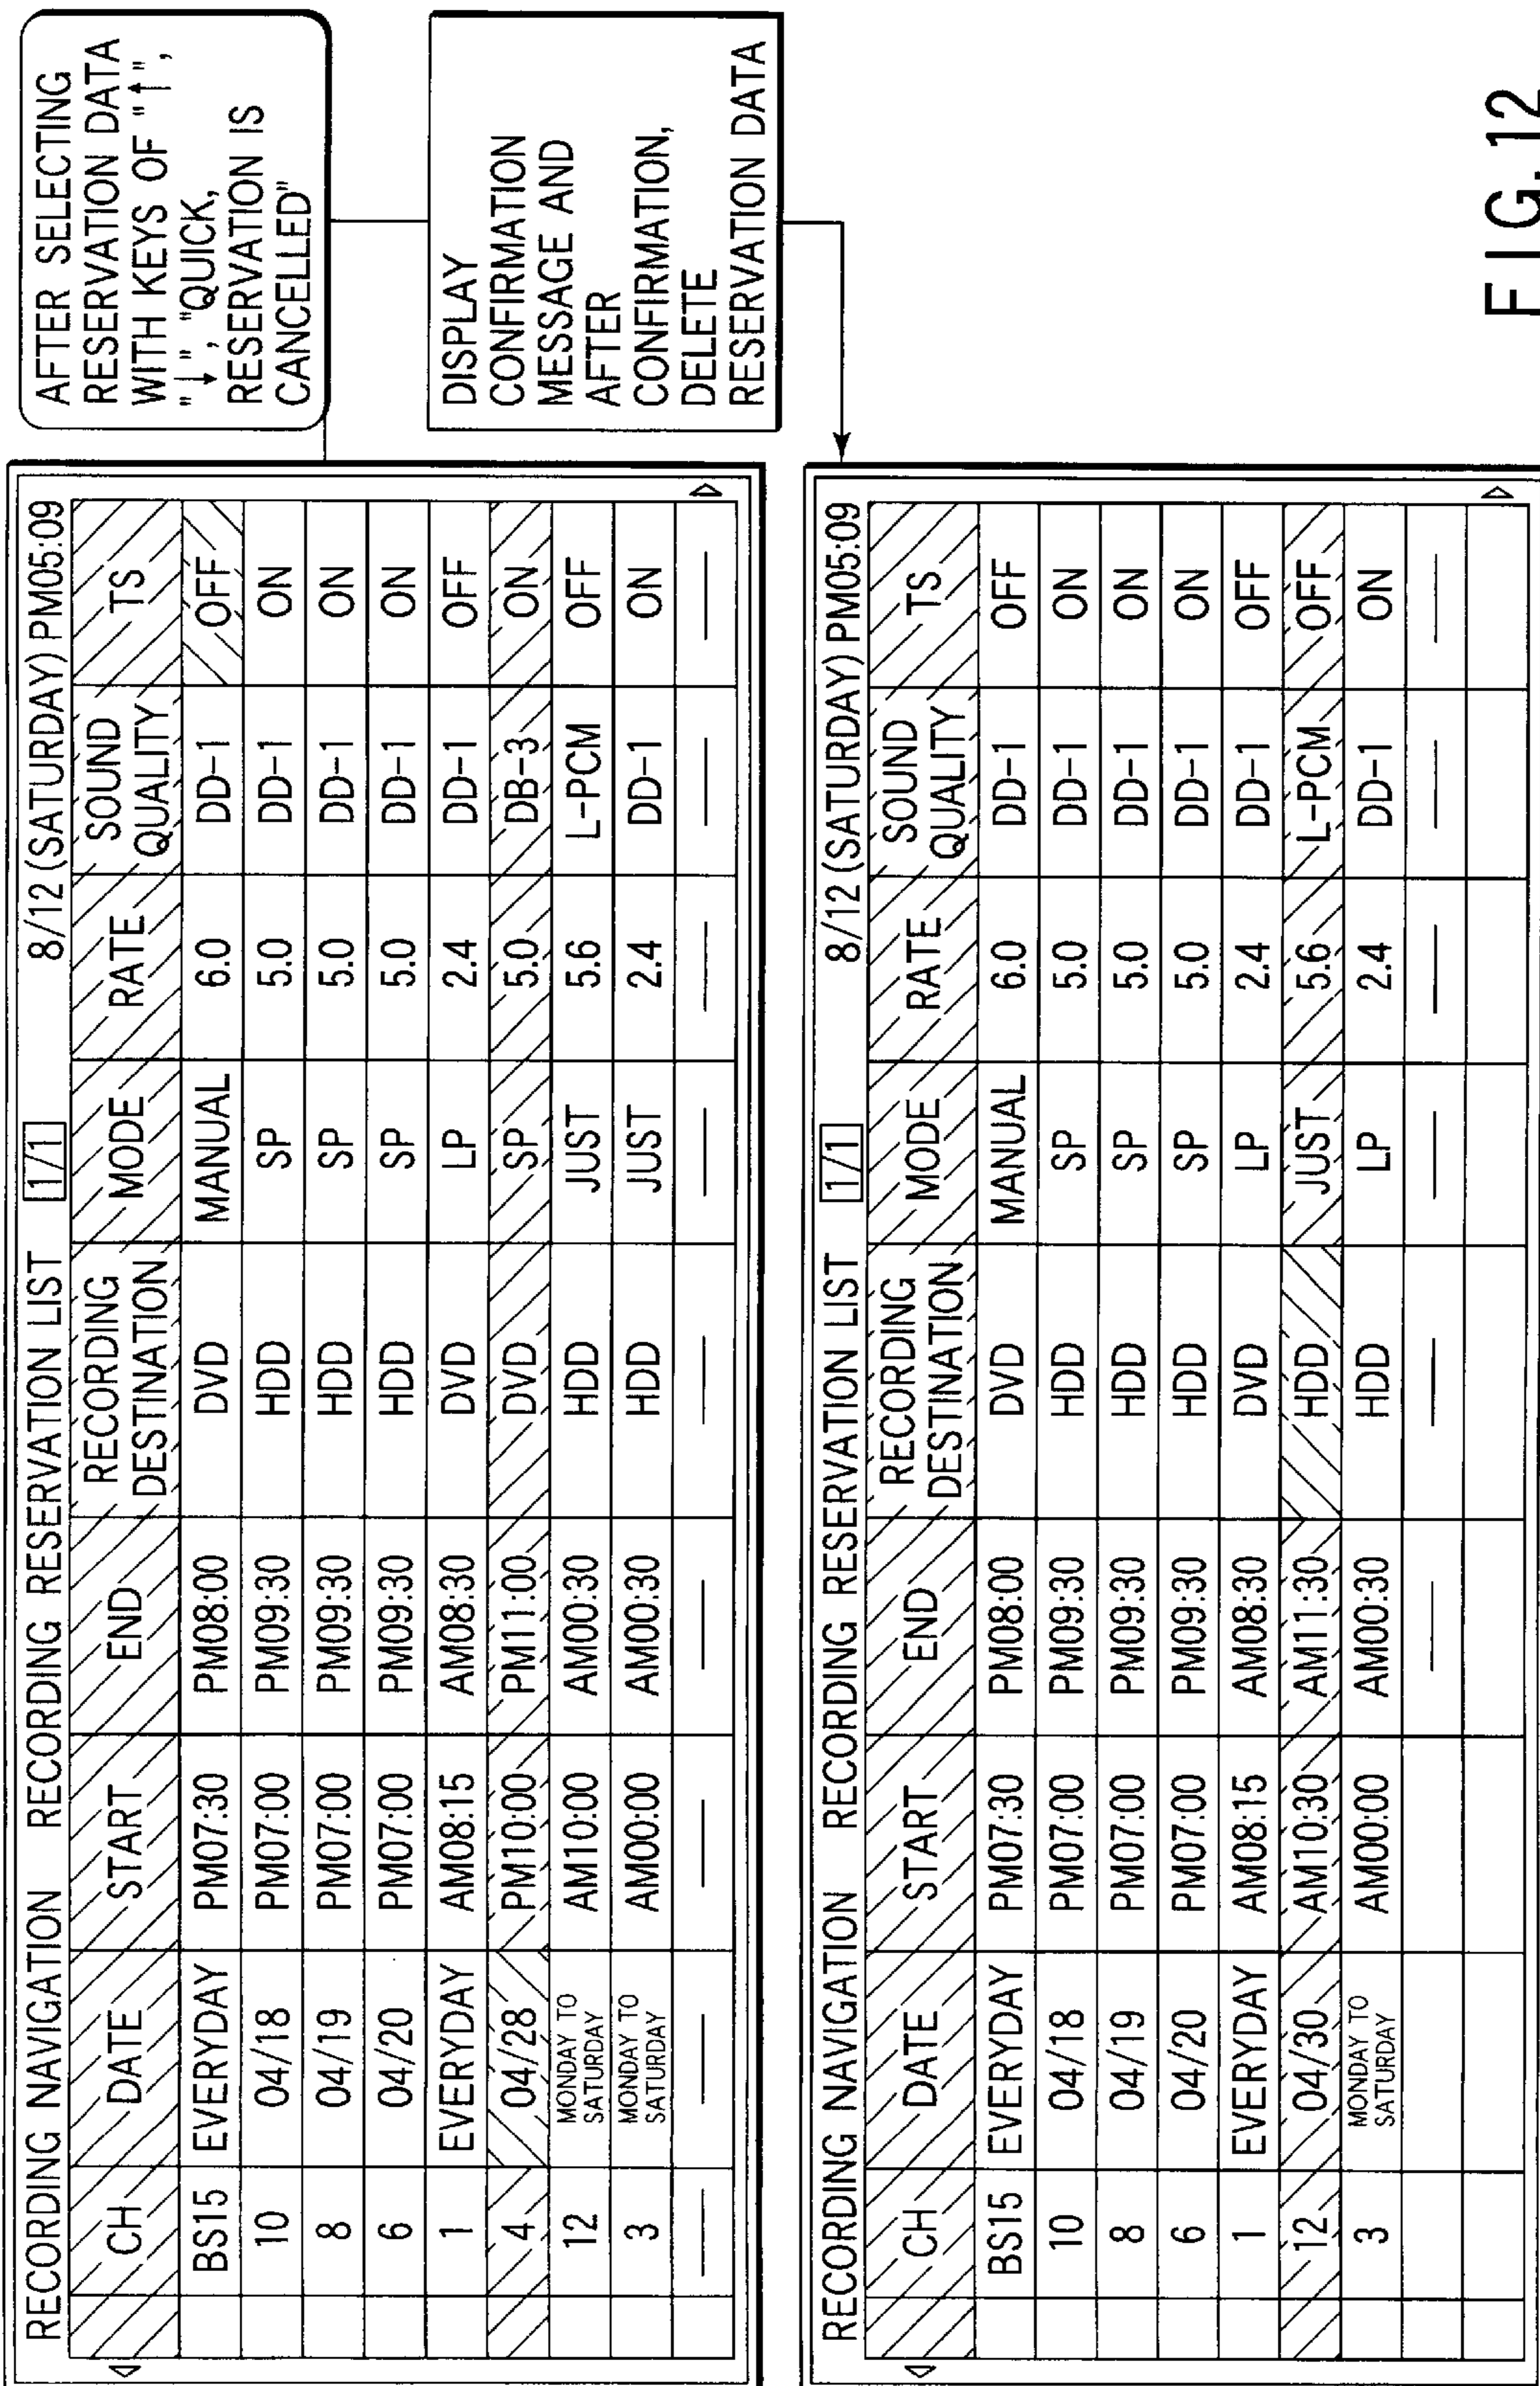 RECORDING NAVIGATION RECORDING RESERVATION LIST 1/1 8/12 (SATURDAY) PM05:09
CH DATE START END RECORDING DESTINATION MODE RATE SOUND QUALITY TS
BS15 EVERYDAY PM07:30 PM08:00 DVD MANUAL 6.0 DD-1 OFF
10 04/18 PM07:00 PM09:30 HDD SP 5.0 DD-1 ON
8 04/19 PM07:00 PM09:30 HDD SP 5.0 DD-1 ON
6 04/20 PM07:00 PM09:30 HDD SP 5.0 DD-1 ON
1 EVERYDAY AM08:15 AM08:30 DVD LP 2.4 DD-1 OFF
4 04/28 PM10:00 PM11:00 DVD SP 5.0 DB-3 ON
12 MONDAY TO SATURDAY AM10:00 AM00:30 HDD JUST 5.6 L-PCM OFF
3 MONDAY TO SATURDAY AM00:00 AM00:30 HDD JUST 2.4 DD-1 ON
AFTER SELECTING
RESERVATION DATA
WITH KEYS OF "↑",
"↓", "QUICK,
RESERVATION IS
CANCELLED"
DISPLAY
CONFIRMATION
MESSAGE AND
AFTER
CONFIRMATION,
DELETE
RESERVATION DATA
RECORDING NAVIGATION RECORDING RESERVATION LIST 1/1 8/12 (SATURDAY) PM05:09
CH DATE START END RECORDING DESTINATION MODE RATE SOUND QUALITY TS
BS15 EVERYDAY PM07:30 PM08:00 DVD MANUAL 6.0 DD-1 OFF
10 04/18 PM07:00 PM09:30 HDD SP 5.0 DD-1 ON
8 04/19 PM07:00 PM09:30 HDD SP 5.0 DD-1 ON
6 04/20 PM07:00 PM09:30 HDD SP 5.0 DD-1 ON
1 EVERYDAY AM08:15 AM08:30 DVD LP 2.4 DD-1 OFF
12 04/30 AM10:30 AM11:30 HDD JUST 5.6 L-PCM OFF
3 MONDAY TO SATURDAY AM00:00 AM00:30 HDD LP 2.4 DD-1 ON
FIG. 12